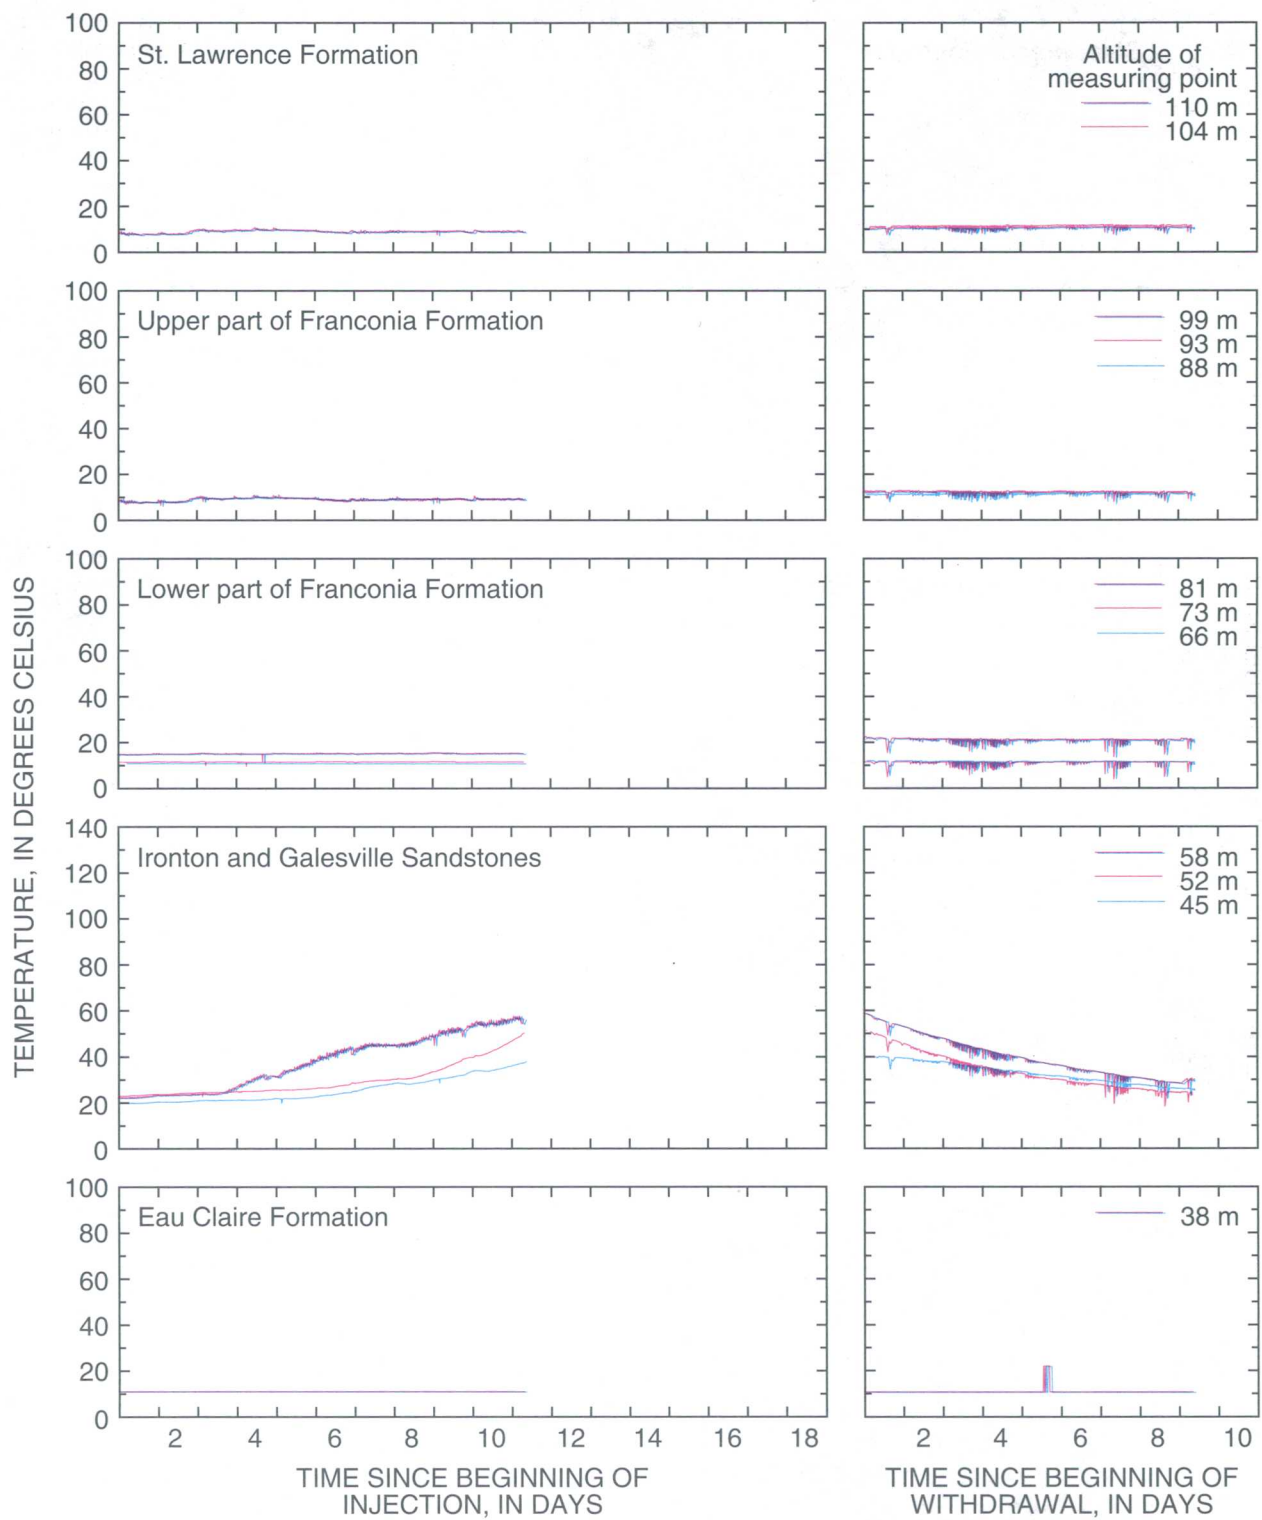 100
80
60
40
20
0
St. Lawrence Formation
Altitude of
measuring point
110 m
104 m
100
80
60
40
20
0
Upper part of Franconia Formation
99 m
93 m
88 m
100
80
60
40
20
0
Lower part of Franconia Formation
81 m
73 m
66 m
TEMPERATURE, IN DEGREES CELSIUS
140
120
100
80
60
40
20
0
Ironton and Galesville Sandstones
58 m
52 m
45 m
100
80
60
40
20
0
Eau Claire Formation
38 m
2 4 6 8 10 12 14 16 18
2 4 6 8 10
TIME SINCE BEGINNING OF
INJECTION, IN DAYS
TIME SINCE BEGINNING OF
WITHDRAWAL, IN DAYS